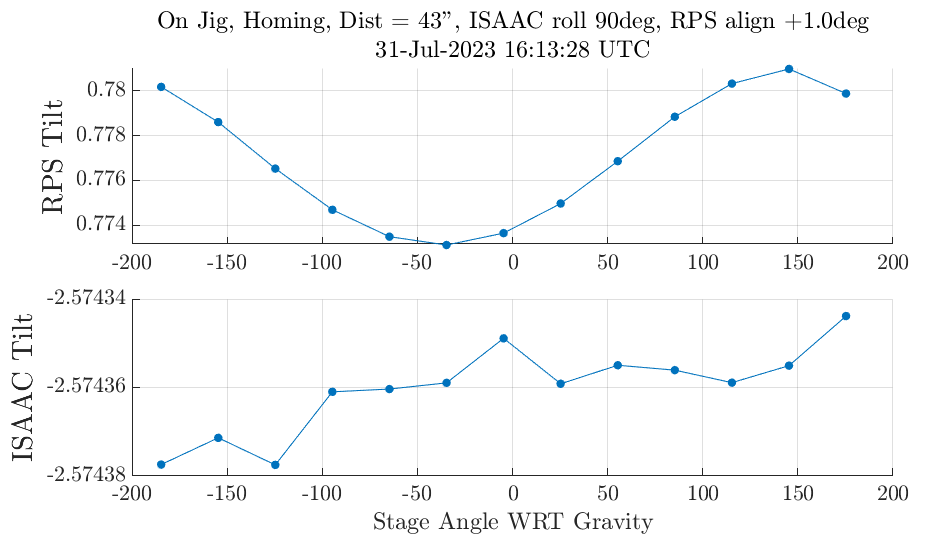 On Jig, Homing, Dist = 43”, ISAAC roll 90deg, RPS align +1.0deg
31-Jul-2023 16:13:28 UTC
RPS Tilt
0.78
0.778
0.776
0.774
-200 -150 -100 -50 0 50 100 150 200
ISAAC Tilt
-2.57434
-2.57436
-2.57438
-200 -150 -100 -50 0 50 100 150 200
Stage Angle WRT Gravity